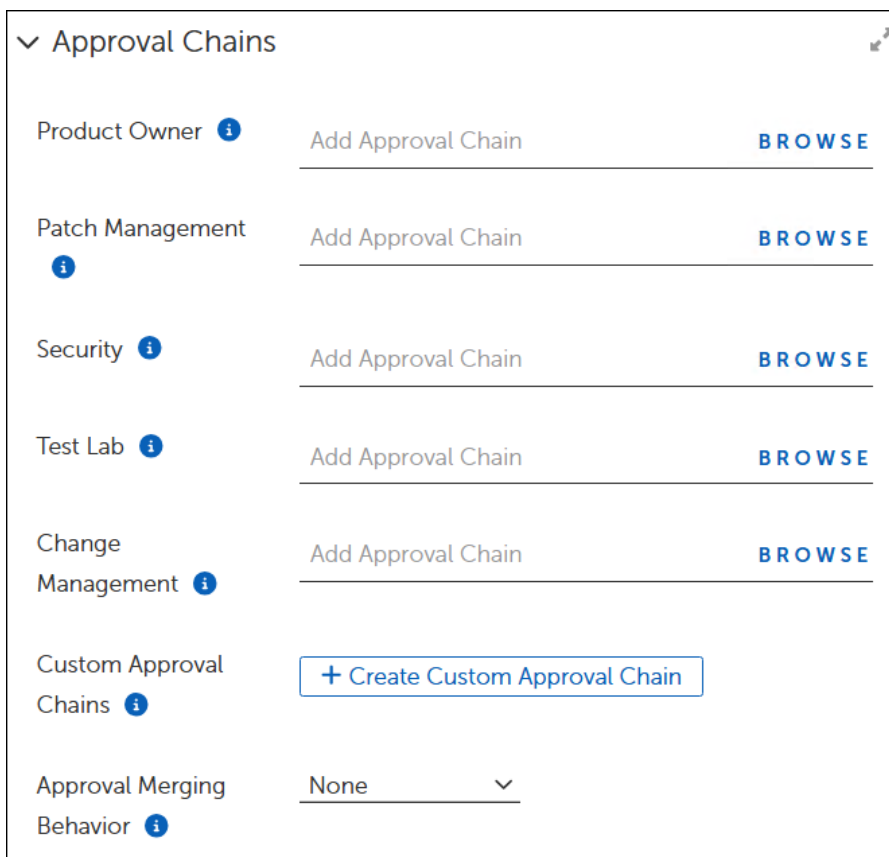 Approval Chains
Product Owner
Add Approval Chain BROWSE
Patch Management
Add Approval Chain BROWSE
Security
Add Approval Chain BROWSE
Test Lab
Add Approval Chain BROWSE
Change
Management
Add Approval Chain BROWSE
Custom Approval
Chains
+ Create Custom Approval Chain
Approval Merging
Behavior
None